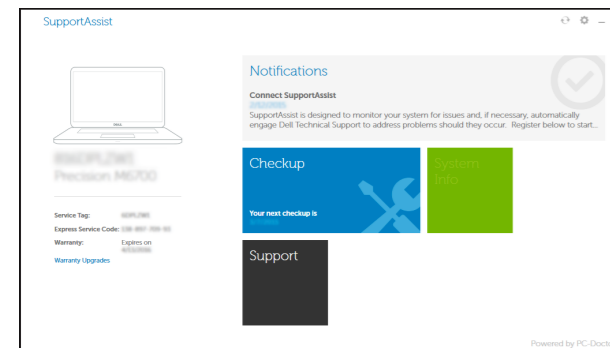 SupportAssist
DELL
Precision M6700
Service Tag:
Express Service Code:
Warranty: Expires on
Warranty Upgrades
Notifications
Connect SupportAssist
SupportAssist is designed to monitor your system for issues and, if necessary, automatically
engage Dell Technical Support to address problems should they occur. Register below to start...
Checkup
Your next checkup is
System
Info
Support
Powered by PC-Docto